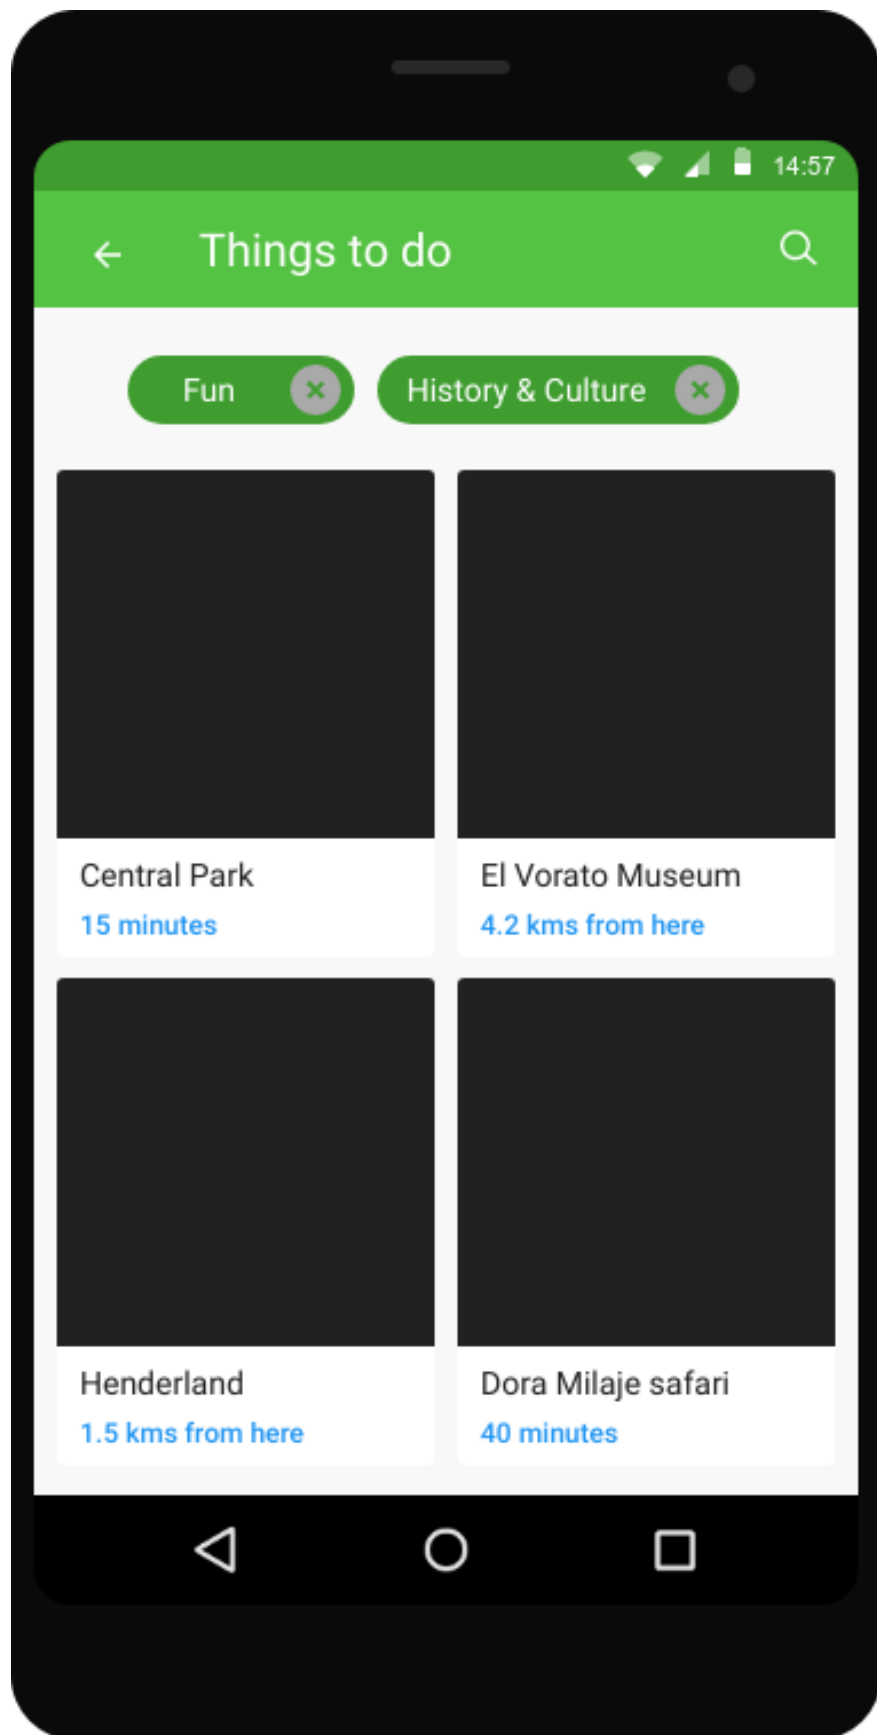 14:57
Things to do
Fun
History & Culture
Central Park
15 minutes
El Vorato Museum
4.2 kms from here
Henderland
1.5 kms from here
Dora Milaje safari
40 minutes